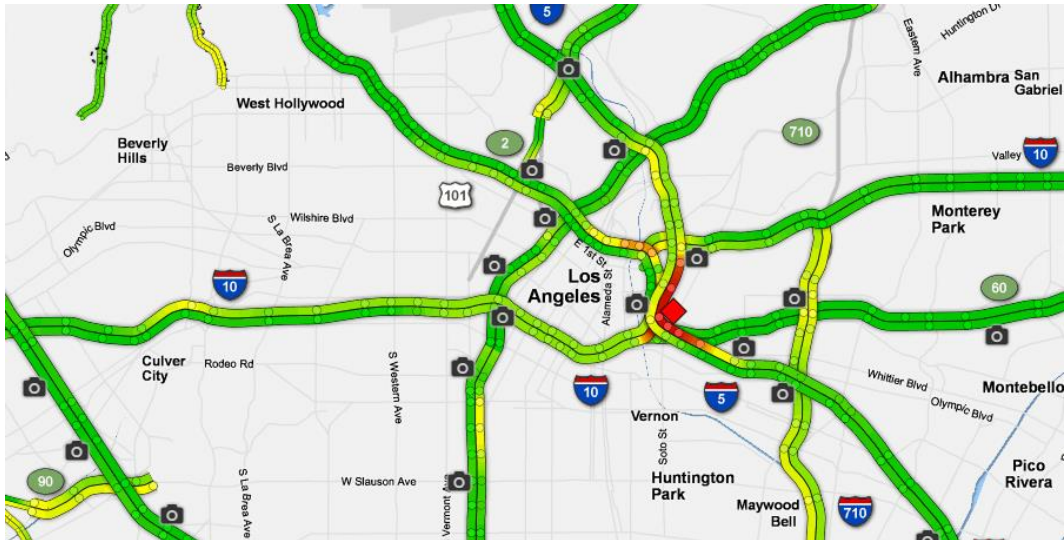 5
Huntington Dr
Eastern Ave
Alhambra
San
Gabriel
West Hollywood
710
2
10
Beverly
Hills
Valley
Beverly Blvd
101
Wilshire Blvd
Monterey
Park
Olympic Blvd
S La Brea Ave
E 1st St
Los
Angeles
Alameda St
10
60
Culver
City
Rodeo Rd
S Western Ave
10
5
Whittier Blvd
Montebello
Olympic Blvd
Vernon
Soto St
Huntington
Park
Pico
Rivera
90
S La Brea Ave
W Slauson Ave
Vermont Ave
Maywood
Bell
710